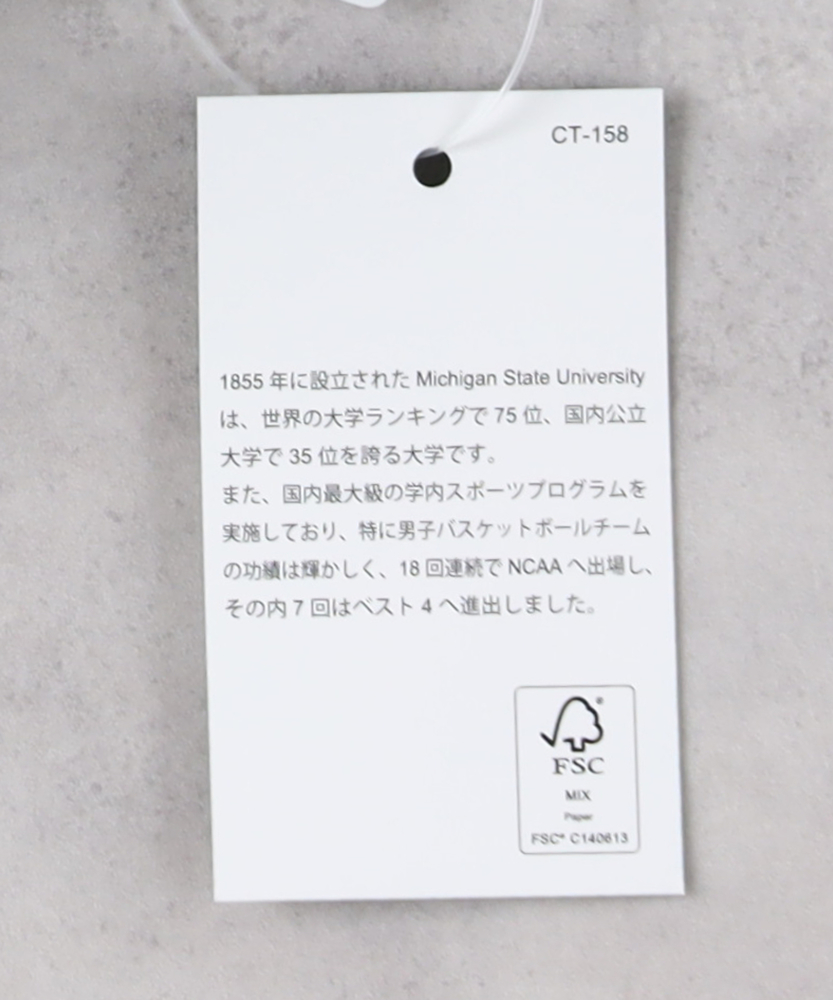 CT-158
1855 年に設立された Michigan State University
は、世界の大学ランキングで 75 位、国内公立
大学で 35 位を誇る大学です。
また、国内最大級の学内スポーツプログラムを
実施しており、特に男子バスケットボールチーム
の功績は輝かしく、18 回連続で NCAA へ出場し、
その内 7 回はベスト 4 へ進出しました。
®
FSC
MIX
Paper
FSC® C140613